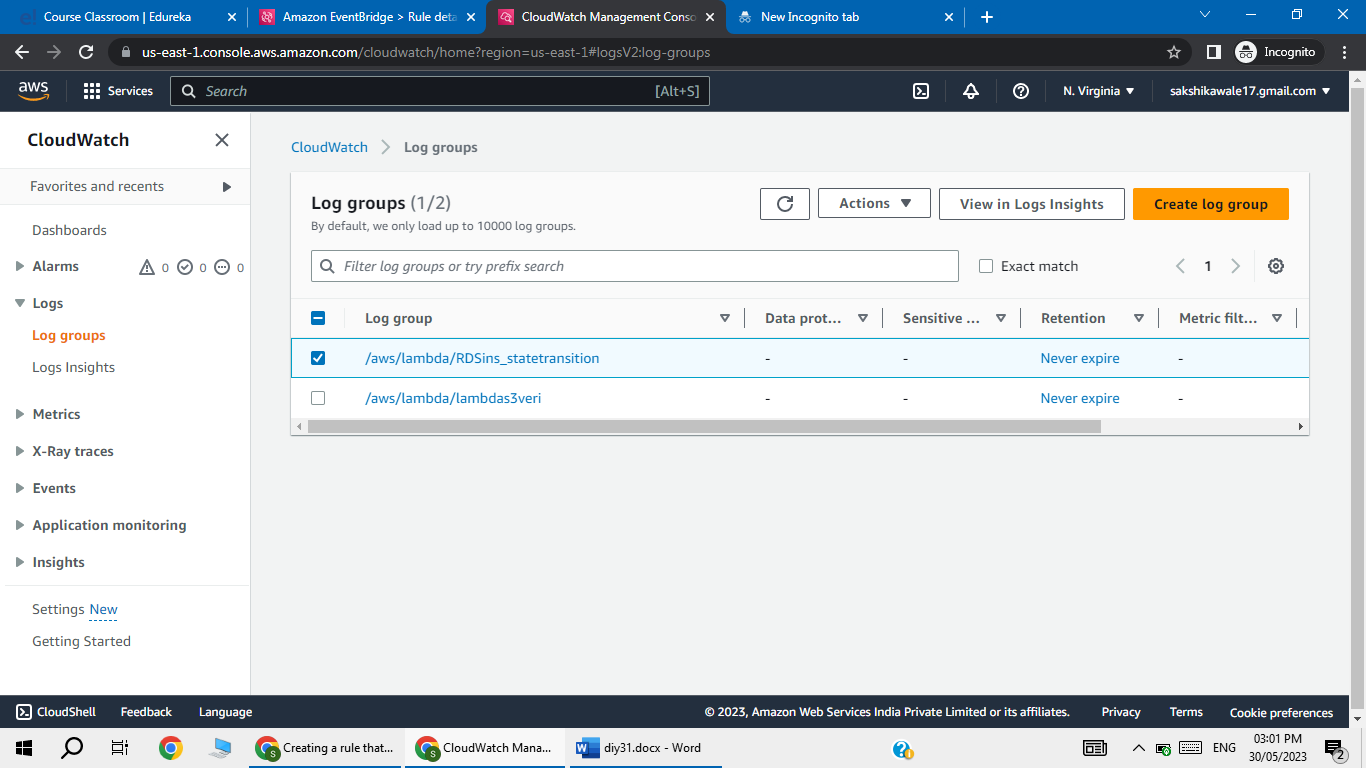 Course Classroom | Edureka
Amazon EventBridge > Rule deta
CloudWatch Management Conso
New Incognito tab
us-east-1.console.aws.amazon.com/cloudwatch/home?region=us-east-1#logsV2:log-groups
Incognito
aws
Services
Search
[Alt+S]
N. Virginia
sakshikawale17.gmail.com
CloudWatch
Favorites and recents
Dashboards
Alarms
0
0
0
Logs
Log groups
Logs Insights
Metrics
X-Ray traces
Events
Application monitoring
Insights
Settings New
Getting Started
CloudWatch
Log groups
Log groups (1/2)
By default, we only load up to 10000 log groups.
Actions
View in Logs Insights
Create log group
Filter log groups or try prefix search
Exact match
1
Log group
Data prot...
Sensitive ...
Retention
Metric filt...
/aws/lambda/RDSins_statetransition
-
-
Never expire
-
/aws/lambda/lambdas3veri
-
-
Never expire
-
CloudShell
Feedback
Language
© 2023, Amazon Web Services India Private Limited or its affiliates.
Privacy
Terms
Cookie preferences
Creating a rule that...
CloudWatch Mana...
diy31.docx - Word
ENG
03:01 PM
30/05/2023
2